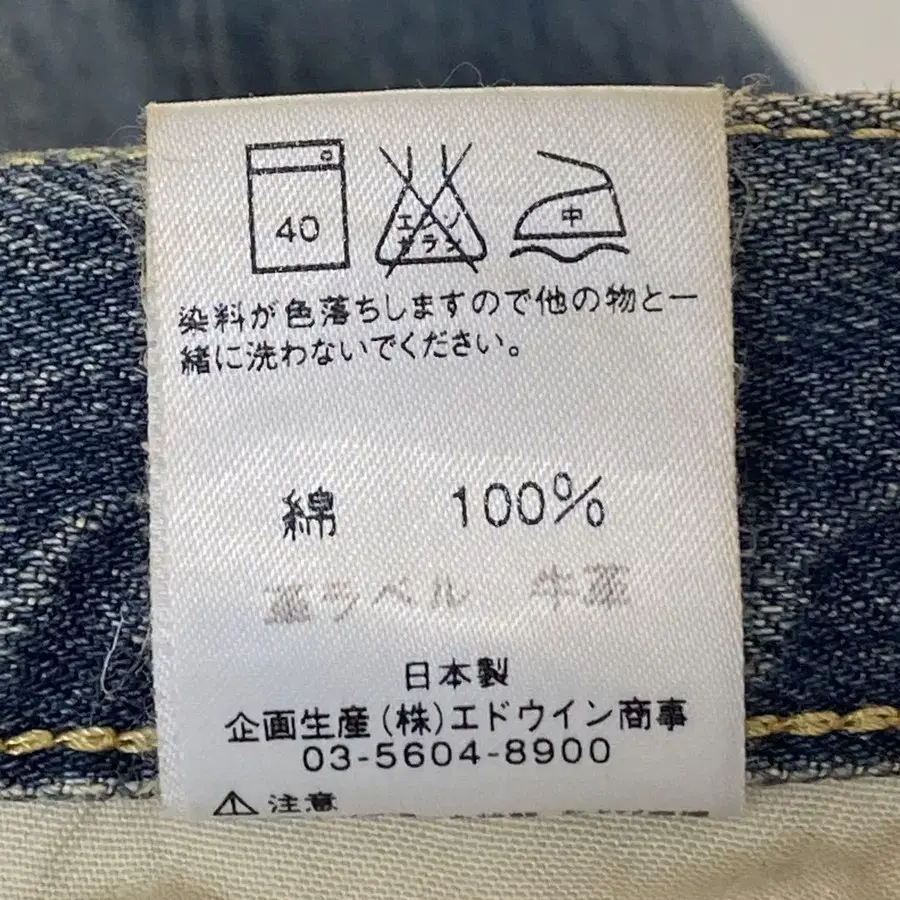 40
エンソ
サラシ
中
染料が色落ちしますので他の物と一
緒に洗わないでください。
綿 100%
革ラベル 牛革
日本製
企画生産(株)エドウイン商事
03-5604-8900
⚠注意